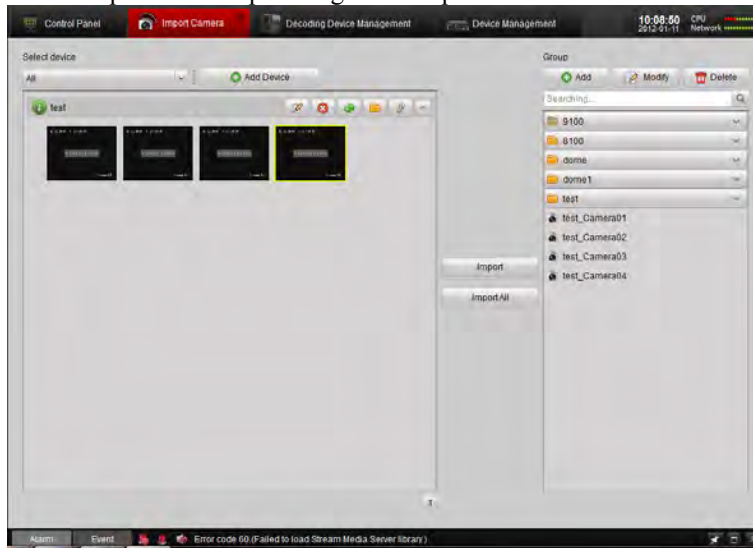 Control Panel
Import Camera
Decoding Device Management
Device Management
10:08:50
2012-01-11
CPU
Network
Select device
All
Add Device
Group
Add
Modify
Delete
Searching...
test
9100
8100
dome
dome1
test
test_Camera01
test_Camera02
test_Camera03
test_Camera04
Import
Import All
Alarm
Event
Error code 60 (Failed to load Stream Media Server library.)